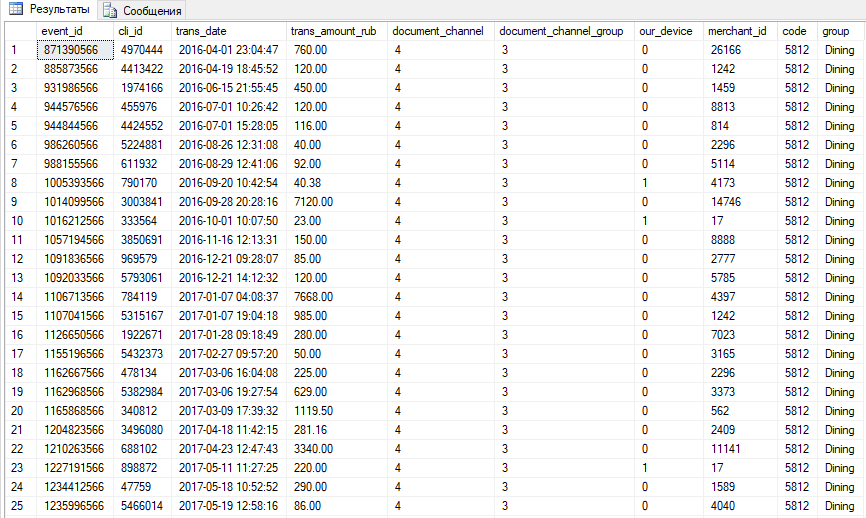 Результаты Сообщения
event_id cli_id trans_date trans_amount_rub document_channel document_channel_group our_device merchant_id code group
1 871390566 4970444 2016-04-01 23:04:47 760.00 4 3 0 26166 5812 Dining
2 885873566 4413422 2016-04-19 18:45:52 120.00 4 3 0 1242 5812 Dining
3 931986566 1974166 2016-06-15 21:55:45 450.00 4 3 0 1459 5812 Dining
4 944576566 455976 2016-07-01 10:26:42 120.00 4 3 0 8813 5812 Dining
5 944844566 4424552 2016-07-01 15:28:05 116.00 4 3 0 814 5812 Dining
6 986260566 5224881 2016-08-26 12:31:08 40.00 4 3 0 2296 5812 Dining
7 988155566 611932 2016-08-29 12:41:06 92.00 4 3 0 5114 5812 Dining
8 1005393566 790170 2016-09-20 10:42:54 40.38 4 3 1 4173 5812 Dining
9 1014099566 3003841 2016-09-28 20:28:16 7120.00 4 3 0 14746 5812 Dining
10 1016212566 333564 2016-10-01 10:07:50 23.00 4 3 1 17 5812 Dining
11 1057194566 3850691 2016-11-16 12:13:31 150.00 4 3 0 8888 5812 Dining
12 1091836566 969579 2016-12-21 09:28:07 85.00 4 3 0 2777 5812 Dining
13 1092033566 5793061 2016-12-21 14:12:32 120.00 4 3 0 5785 5812 Dining
14 1106713566 784119 2017-01-07 04:08:37 7668.00 4 3 0 4397 5812 Dining
15 1107041566 5315167 2017-01-07 19:04:18 985.00 4 3 0 1242 5812 Dining
16 1126650566 1922671 2017-01-28 09:18:49 280.00 4 3 0 7023 5812 Dining
17 1155196566 5432373 2017-02-27 09:57:20 50.00 4 3 0 3165 5812 Dining
18 1162667566 478134 2017-03-06 16:04:08 225.00 4 3 0 2296 5812 Dining
19 1162968566 5382984 2017-03-06 19:27:54 629.00 4 3 0 3373 5812 Dining
20 1165868566 340812 2017-03-09 17:39:32 1119.50 4 3 0 562 5812 Dining
21 1204823566 3496080 2017-04-18 11:42:15 281.16 4 3 0 2409 5812 Dining
22 1210263566 688102 2017-04-23 12:47:43 3340.00 4 3 0 11141 5812 Dining
23 1227191566 898872 2017-05-11 11:27:25 220.00 4 3 1 17 5812 Dining
24 1234412566 47759 2017-05-18 10:52:52 290.00 4 3 0 1589 5812 Dining
25 1235996566 5466014 2017-05-19 12:58:16 86.00 4 3 0 4040 5812 Dining